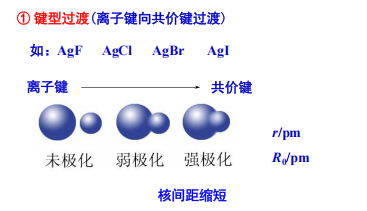 ① 键型过渡(离子键向共价键过渡)
如：AgF AgCl AgBr AgI
离子键 共价键
未极化 弱极化 强极化
r/pm
R₀/pm
核间距缩短